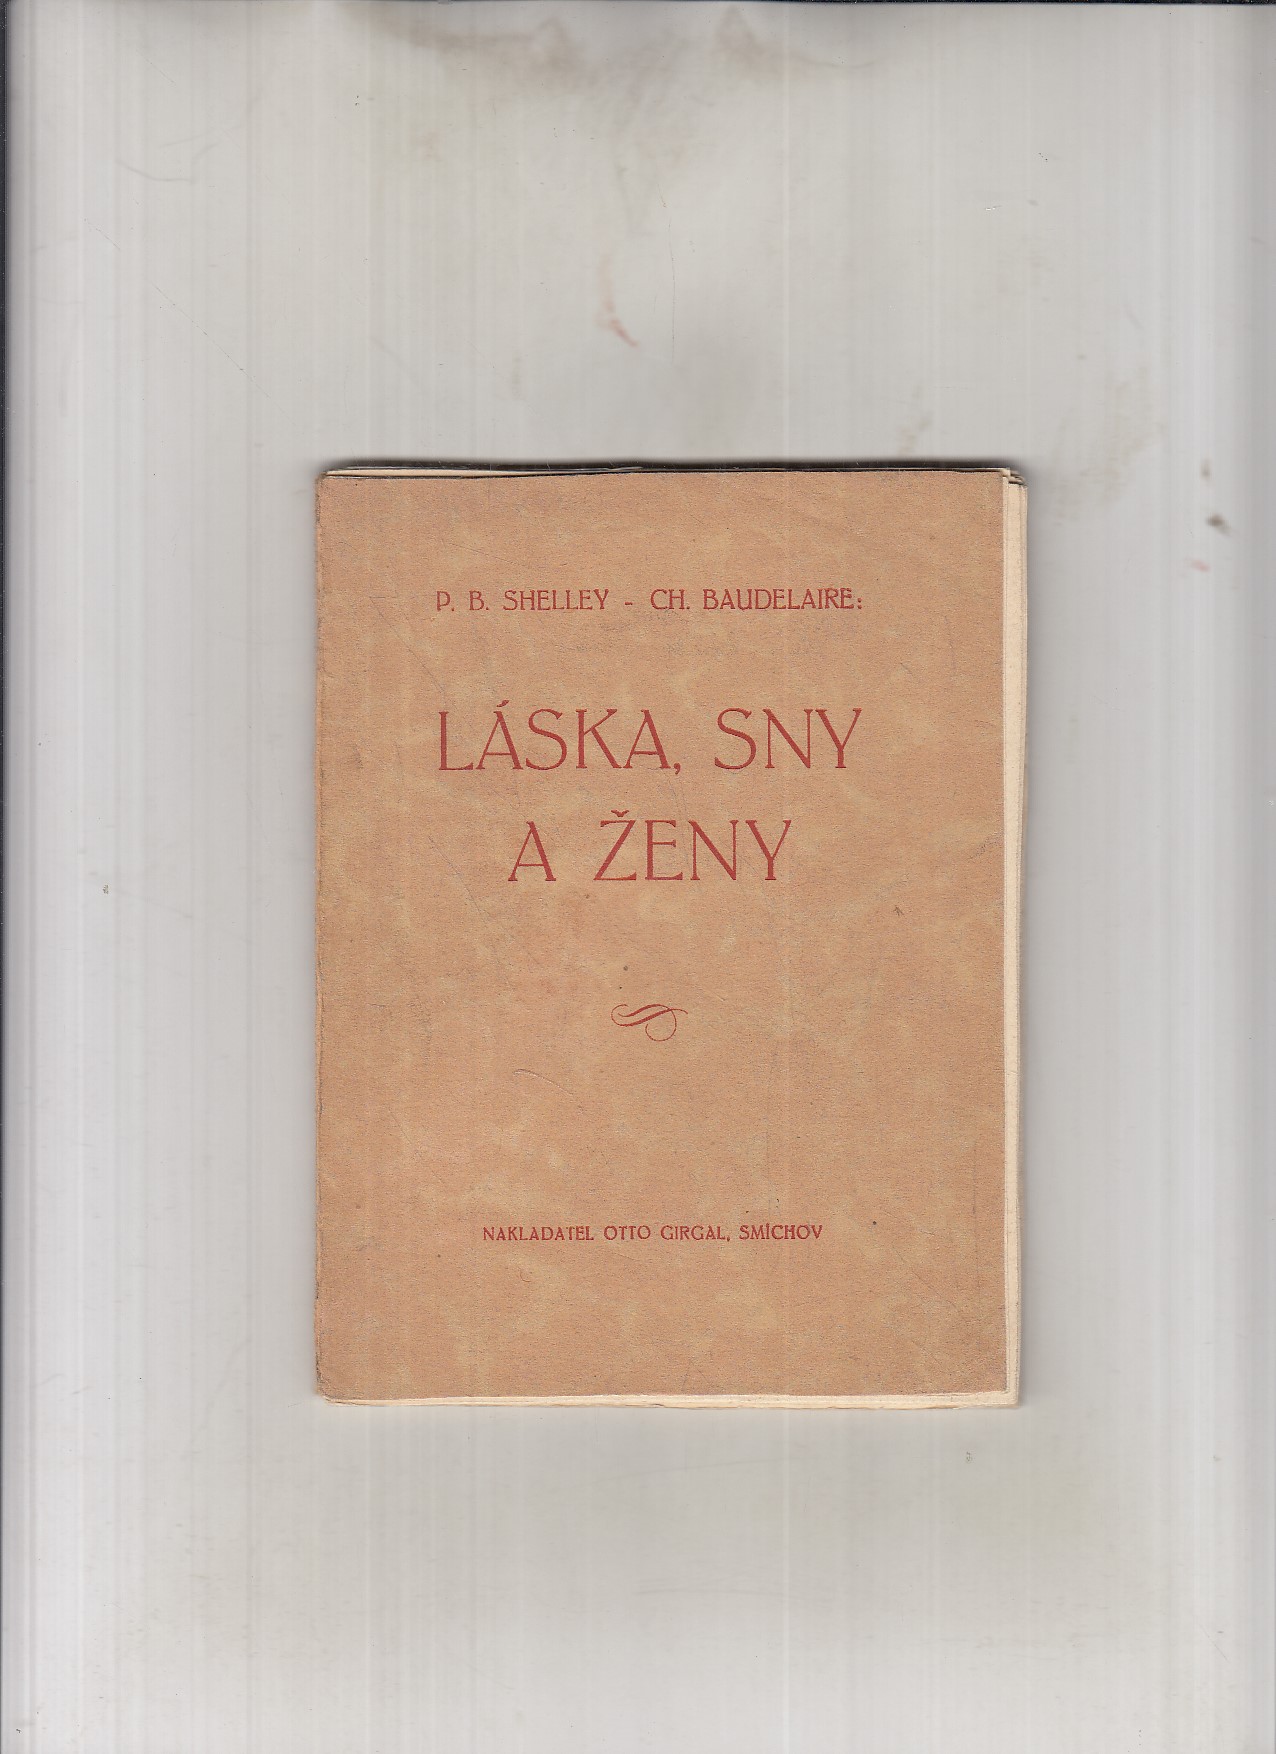 P. B. SHELLEY - CH. BAUDELAIRE:
LÁSKA, SNY
A ŽENY
NAKLADATEL OTTO GIRGAL, SMÍCHOV